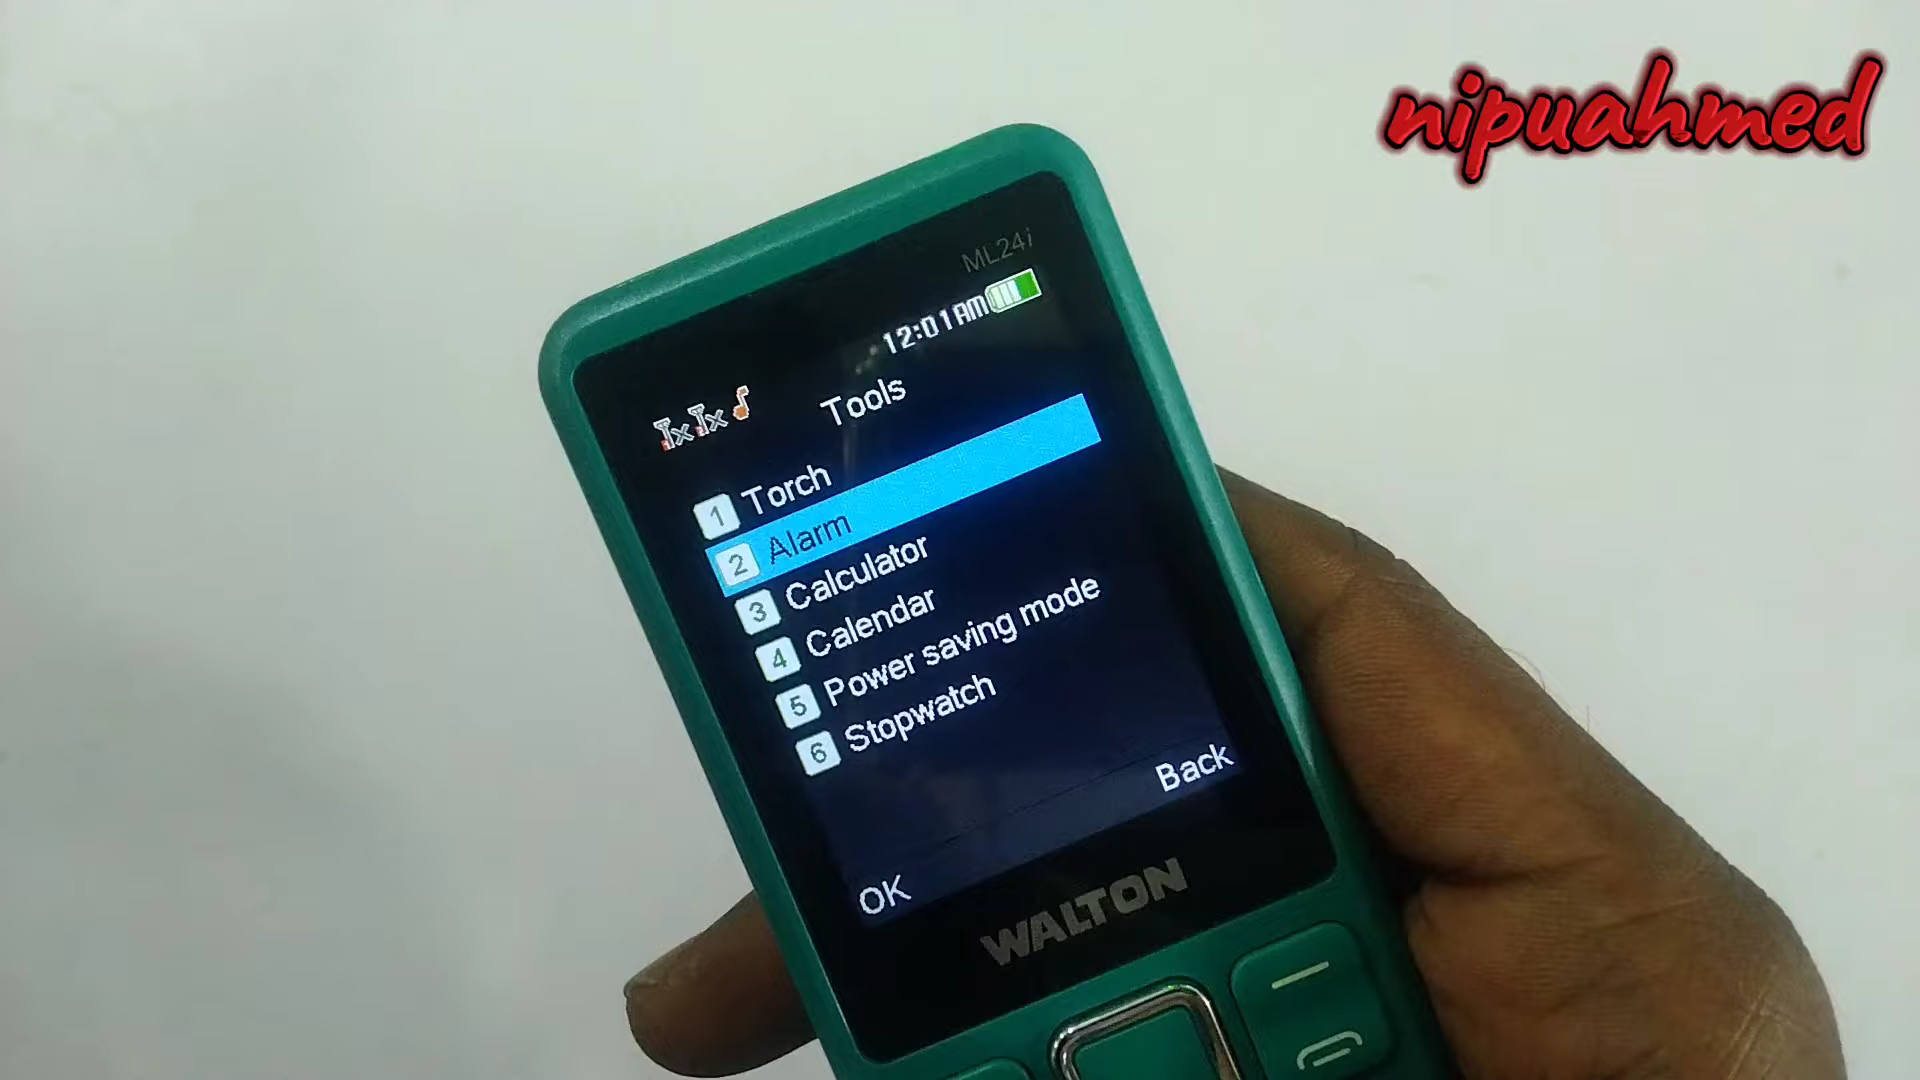 nipuahmed
ML24i
12:01AM
Tools
1 Torch
2 Alarm
3 Calculator
4 Calendar
5 Power saving mode
6 Stopwatch
OK Back
WALTON